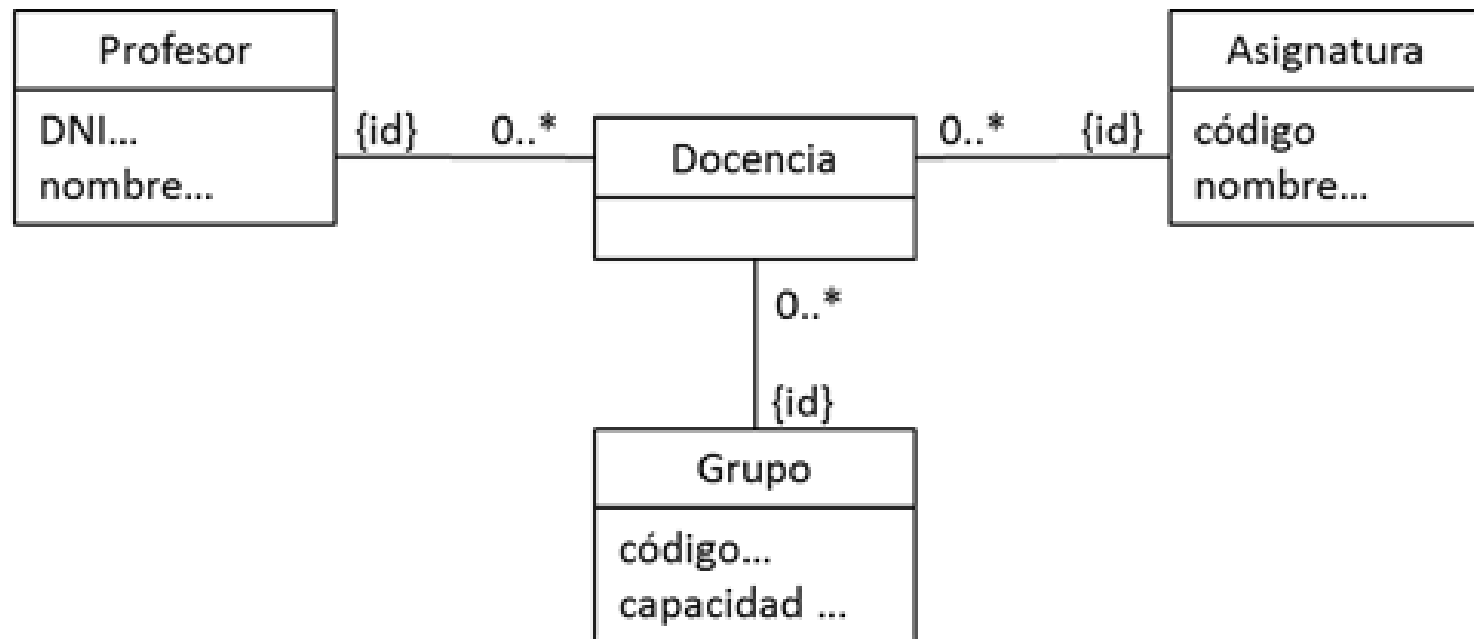 Profesor
DNI...
nombre...
{id}
0..*
Docencia
0..*
{id}
Asignatura
código
nombre...
0..*
{id}
Grupo
código...
capacidad ...